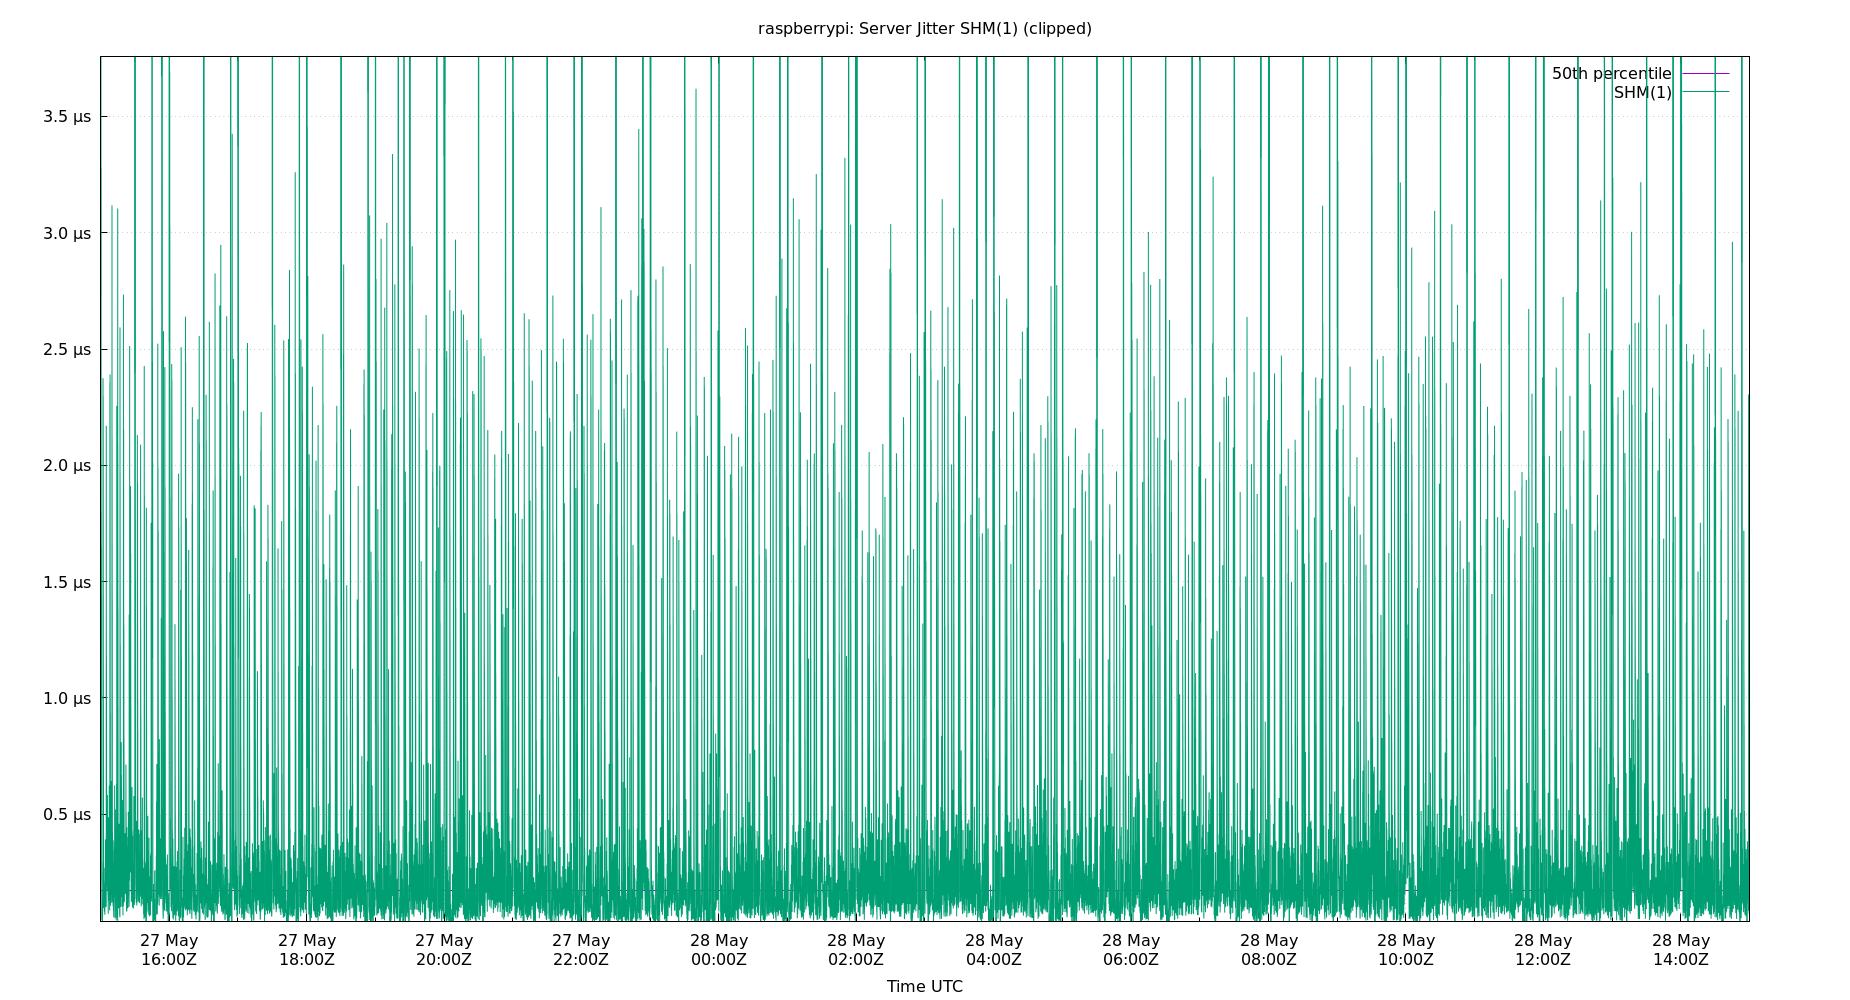 raspberrypi: Server Jitter SHM(1) (clipped)
50th percentile
SHM(1)
3.5 µs
3.0 µs
2.5 µs
2.0 µs
1.5 µs
1.0 µs
0.5 µs
27 May 27 May 27 May 27 May 28 May 28 May 28 May 28 May 28 May 28 May 28 May 28 May
16:00Z 18:00Z 20:00Z 22:00Z 00:00Z 02:00Z 04:00Z 06:00Z 08:00Z 10:00Z 12:00Z 14:00Z
Time UTC